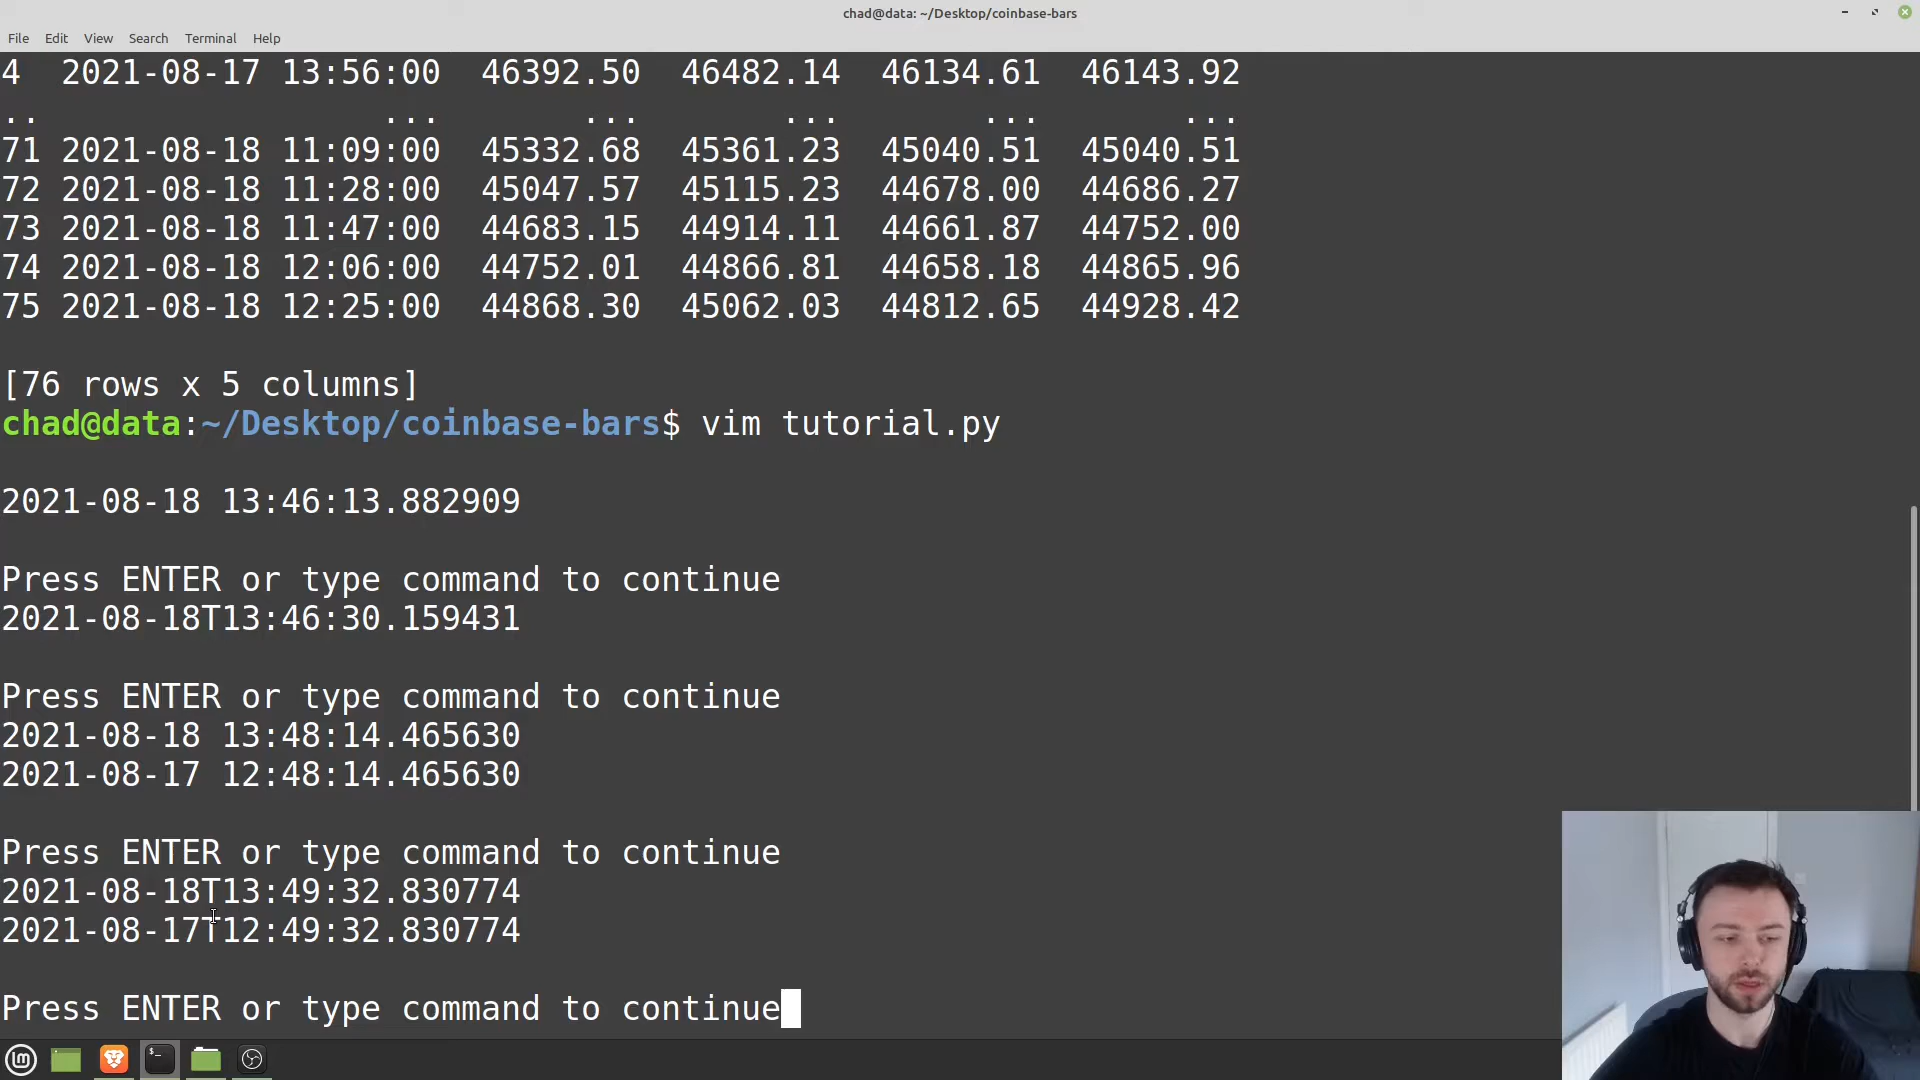 chad@data: ~/Desktop/coinbase-bars
File Edit View Search Terminal Help
4 2021-08-17 13:56:00 46392.50 46482.14 46134.61 46143.92
.. ... ... ... ... ...
71 2021-08-18 11:09:00 45332.68 45361.23 45040.51 45040.51
72 2021-08-18 11:28:00 45047.57 45115.23 44678.00 44686.27
73 2021-08-18 11:47:00 44683.15 44914.11 44661.87 44752.00
74 2021-08-18 12:06:00 44752.01 44866.81 44658.18 44865.96
75 2021-08-18 12:25:00 44868.30 45062.03 44812.65 44928.42
[76 rows x 5 columns]
chad@data:~/Desktop/coinbase-bars$ vim tutorial.py
2021-08-18 13:46:13.882909
Press ENTER or type command to continue
2021-08-18T13:46:30.159431
Press ENTER or type command to continue
2021-08-18 13:48:14.465630
2021-08-17 12:48:14.465630
Press ENTER or type command to continue
2021-08-18T13:49:32.830774
2021-08-17T12:49:32.830774
Press ENTER or type command to continue